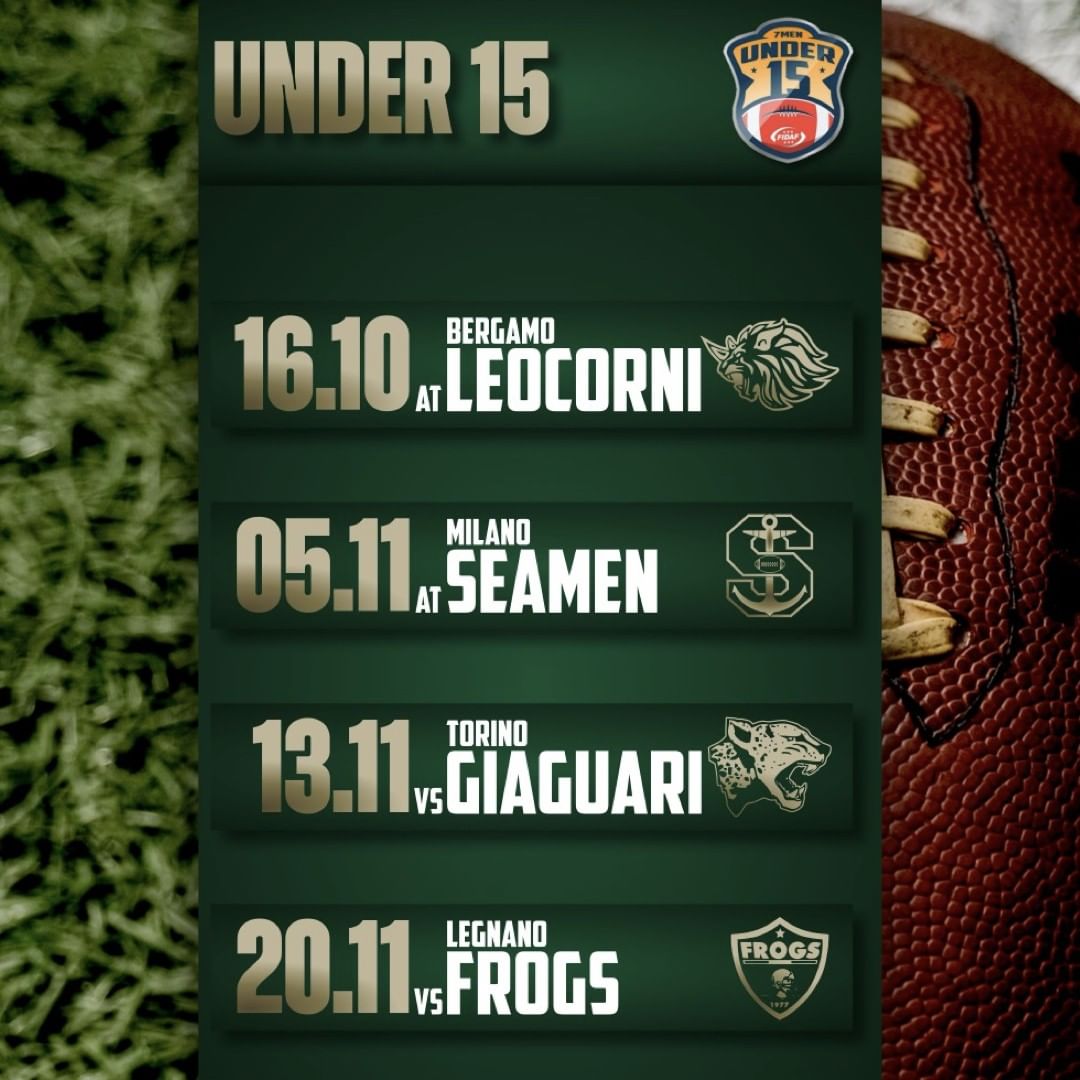 UNDER 15
7MEN
UNDER
15
FIDAF
16.10 AT BERGAMO
LEOCORNI
05.11 AT MILANO
SEAMEN
S
13.11 VS TORINO
GIAGUARI
20.11 VS LEGNANO
FROGS
FROGS
1977